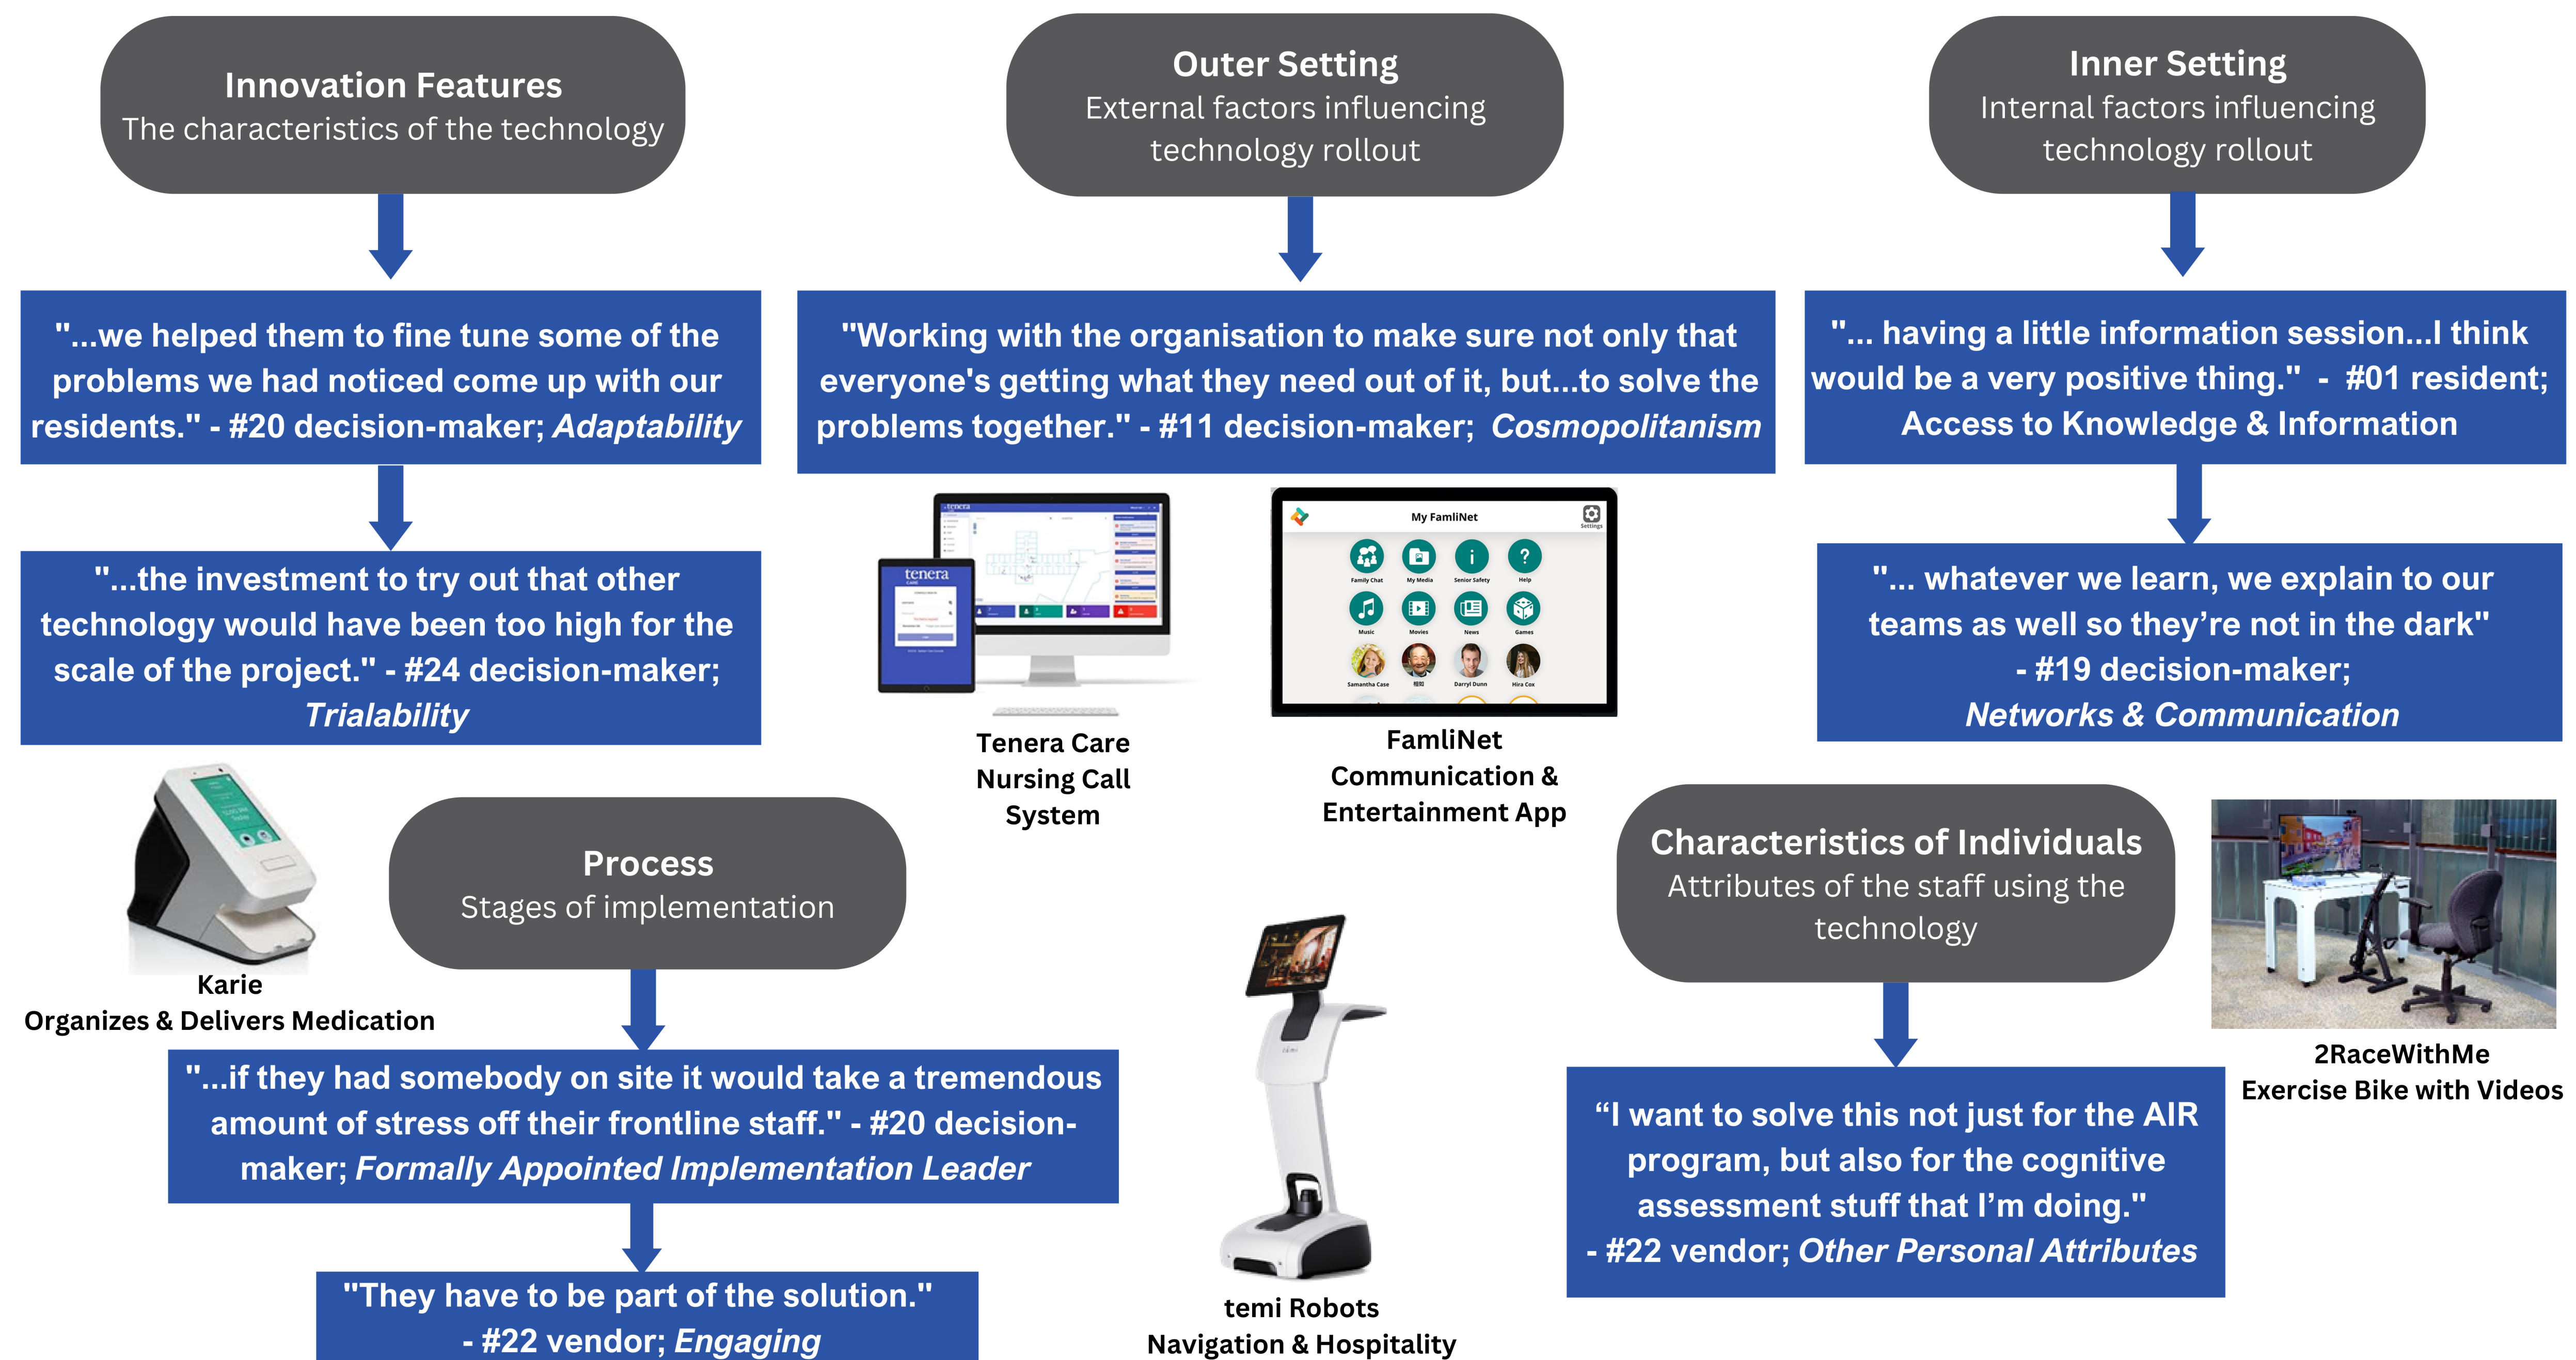 Innovation Features
The characteristics of the technology
"...we helped them to fine tune some of the
problems we had noticed come up with our
residents." - #20 decision-maker; Adaptability
"...the investment to try out that other
technology would have been too high for the
scale of the project." - #24 decision-maker;
Trialability
Karie
Organizes & Delivers Medication
Outer Setting
External factors influencing
technology rollout
"Working with the organisation to make sure not only that
everyone's getting what they need out of it, but...to solve the
problems together." - #11 decision-maker; Cosmopolitanism
tenera
tenera
Tenera Care
Nursing Call
System
My FamliNet
Settings
Family Chat
My Media
Senior Safety
Help
Music
Movies
News
Games
Samantha Case
Darryl Dunn
Hira Cox
FamliNet
Communication &
Entertainment App
Inner Setting
Internal factors influencing
technology rollout
"... having a little information session...I think
would be a very positive thing." - #01 resident;
Access to Knowledge & Information
"... whatever we learn, we explain to our
teams as well so they’re not in the dark"
- #19 decision-maker;
Networks & Communication
Process
Stages of implementation
"...if they had somebody on site it would take a tremendous
amount of stress off their frontline staff." - #20 decision-
maker; Formally Appointed Implementation Leader
"They have to be part of the solution."
- #22 vendor; Engaging
temi
temi Robots
Navigation & Hospitality
Characteristics of Individuals
Attributes of the staff using the
technology
“I want to solve this not just for the AIR
program, but also for the cognitive
assessment stuff that I’m doing."
- #22 vendor; Other Personal Attributes
2RaceWithMe
Exercise Bike with Videos